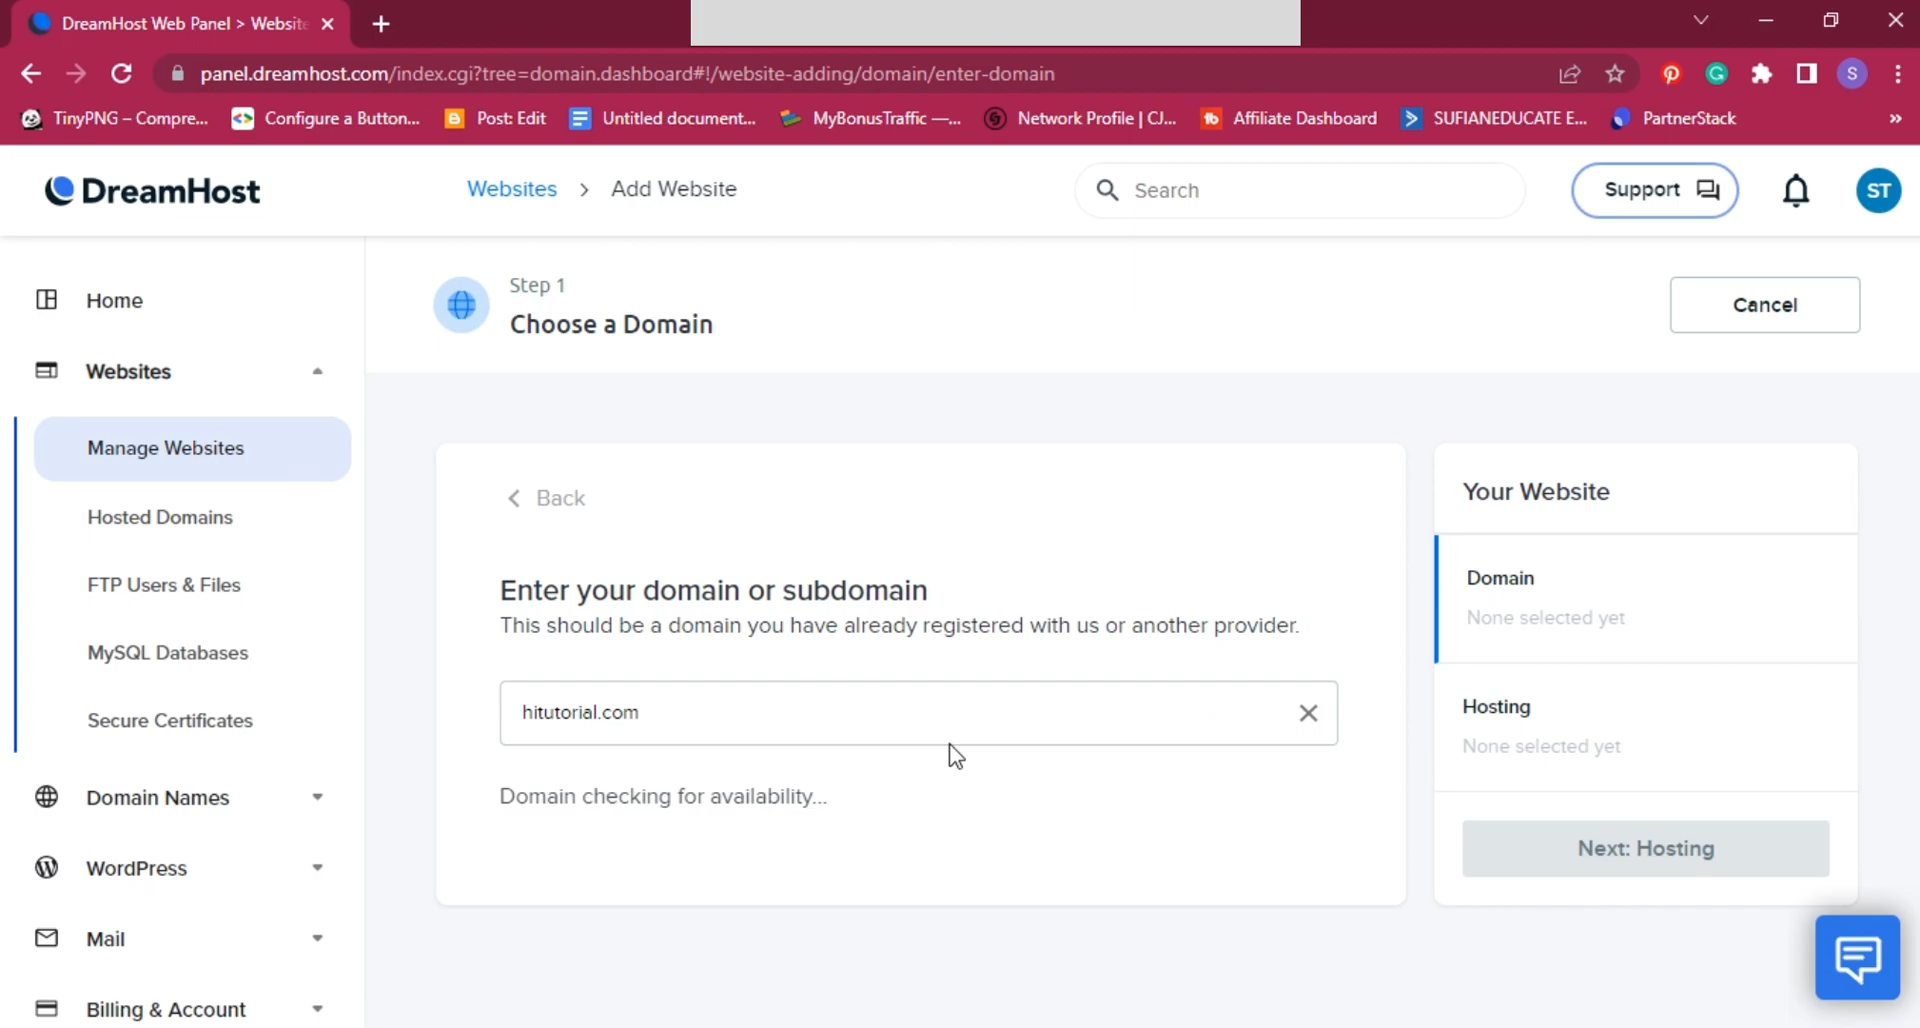 DreamHost Web Panel > Website
panel.dreamhost.com/index.cgi?tree=domain.dashboard#!/website-adding/domain/enter-domain
S
TinyPNG – Compre...
Configure a Button...
Post: Edit
Untitled document...
MyBonusTraffic —...
Network Profile | CJ...
Affiliate Dashboard
SUFIANEDUCATE E...
PartnerStack
»
DreamHost
Websites > Add Website
Search
Support
ST
Home
Websites
Manage Websites
Hosted Domains
FTP Users & Files
MySQL Databases
Secure Certificates
Domain Names
WordPress
Mail
Billing & Account
Step 1
Choose a Domain
Cancel
Back
Enter your domain or subdomain
This should be a domain you have already registered with us or another provider.
hitutorial.com
Domain checking for availability...
Your Website
Domain
None selected yet
Hosting
None selected yet
Next: Hosting